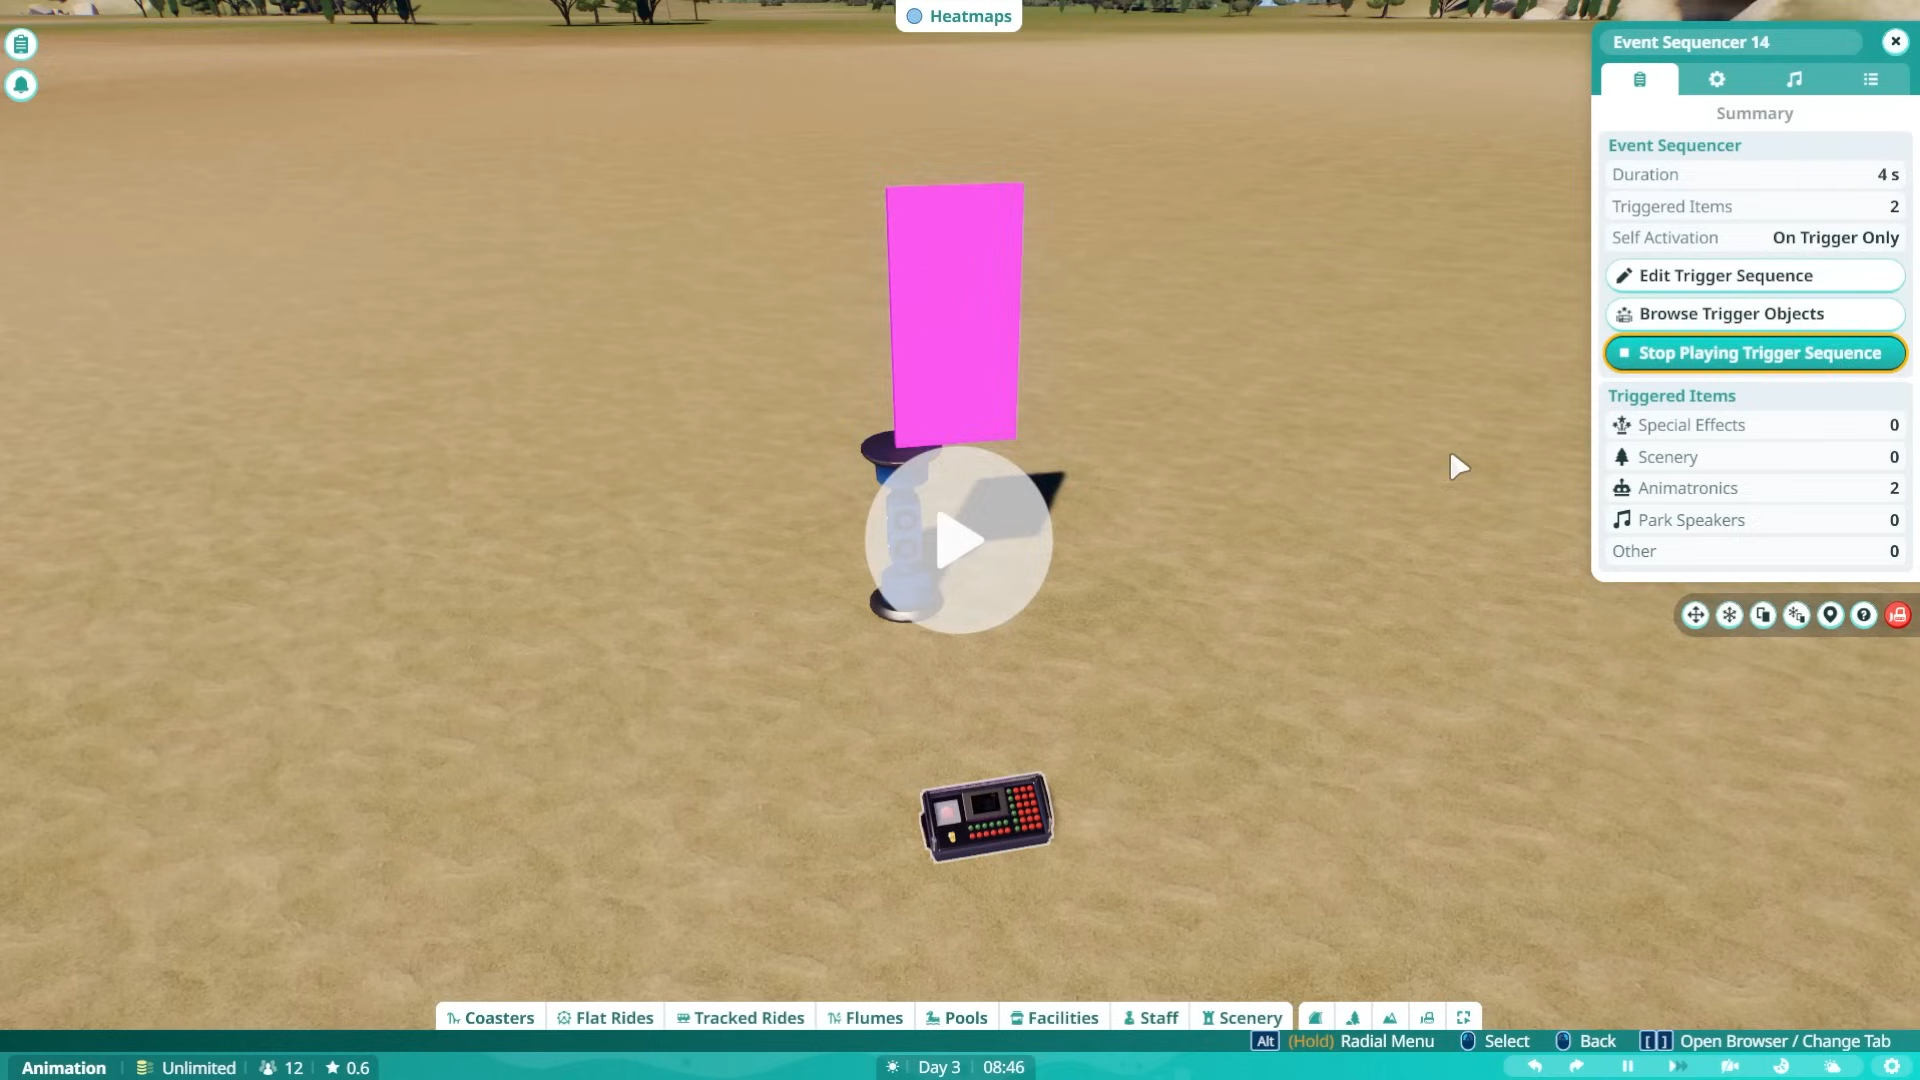 Heatmaps
Event Sequencer 14
Summary
Event Sequencer
Duration 4 s
Triggered Items 2
Self Activation On Trigger Only
Edit Trigger Sequence
Browse Trigger Objects
Stop Playing Trigger Sequence
Triggered Items
Special Effects 0
Scenery 0
Animatronics 2
Park Speakers 0
Other 0
Coasters Flat Rides Tracked Rides Flumes Pools Facilities Staff Scenery
Alt (Hold) Radial Menu Select Back [ ] Open Browser / Change Tab
Animation Unlimited 12 0.6 Day 3 08:46